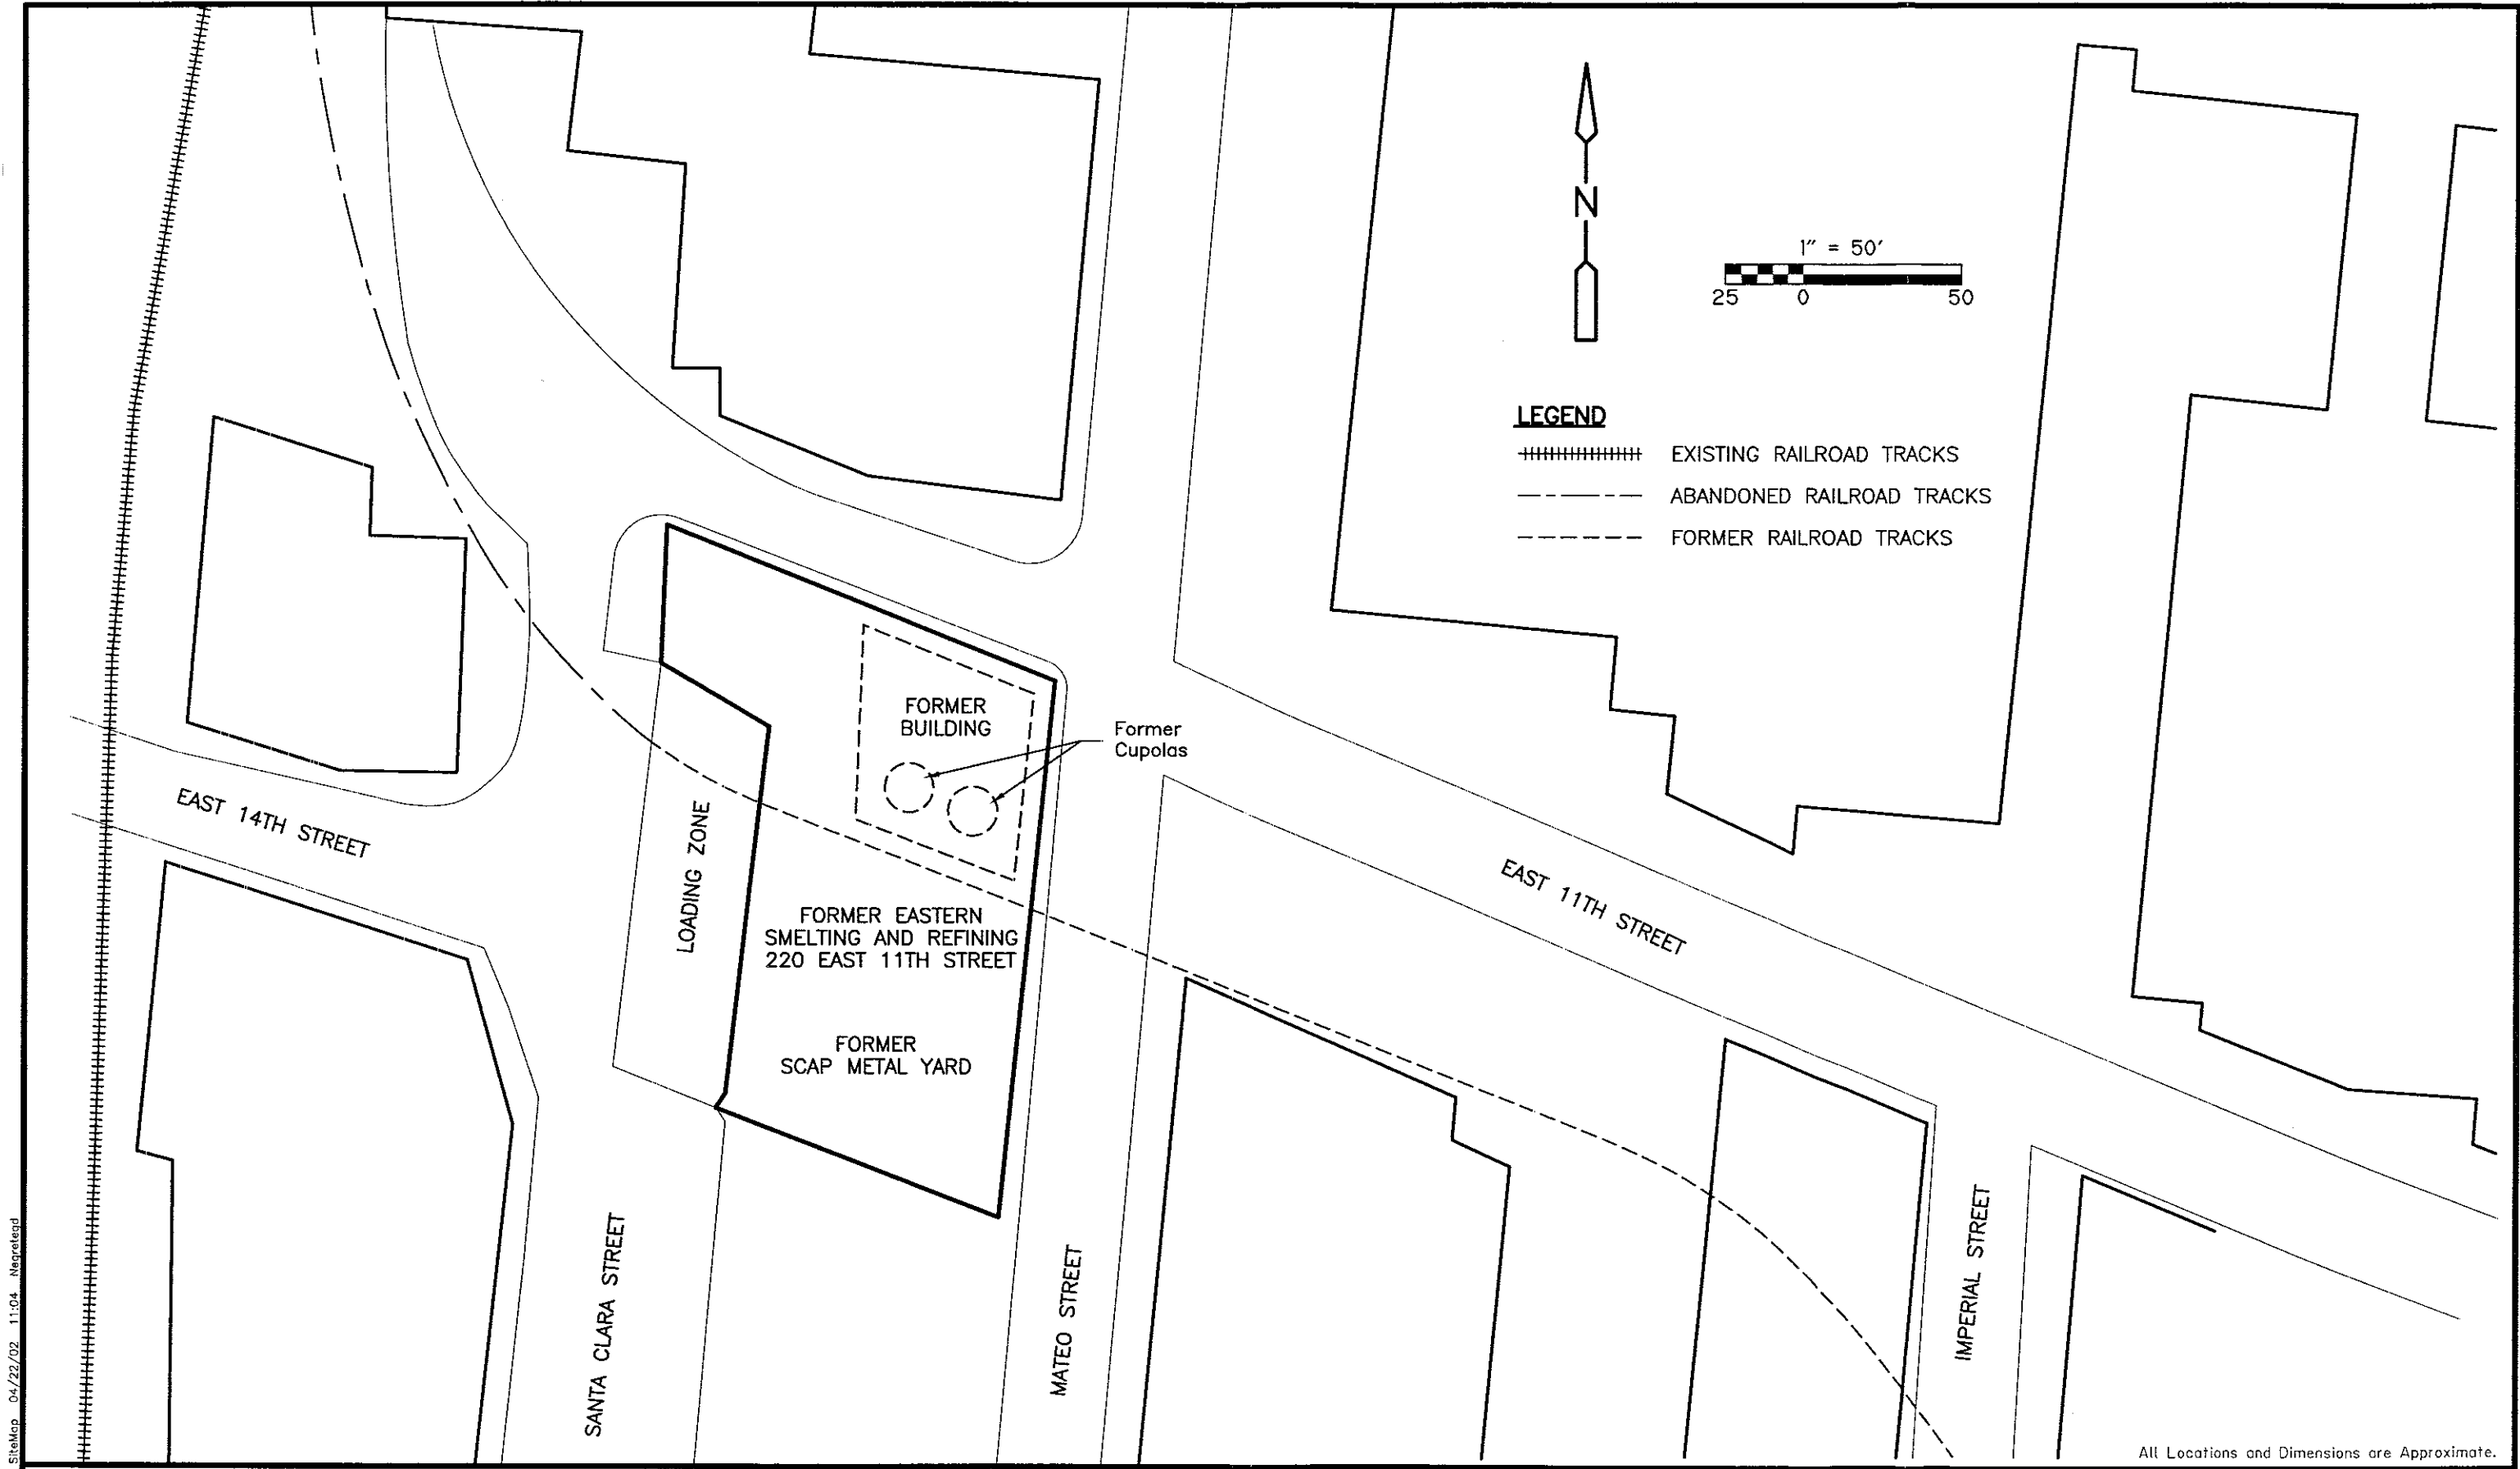 N
1" = 50'
25 0 50
LEGEND
EXISTING RAILROAD TRACKS
ABANDONED RAILROAD TRACKS
FORMER RAILROAD TRACKS
FORMER
BUILDING
Former
Cupolas
EAST 14TH STREET
LOADING ZONE
EAST 11TH STREET
FORMER EASTERN
SMELTING AND REFINING
220 EAST 11TH STREET
FORMER
SCAP METAL YARD
SANTA CLARA STREET
MATEO STREET
IMPERIAL STREET
SiteMap 04/22/02 11:04 Negretegd
All Locations and Dimensions are Approximate.